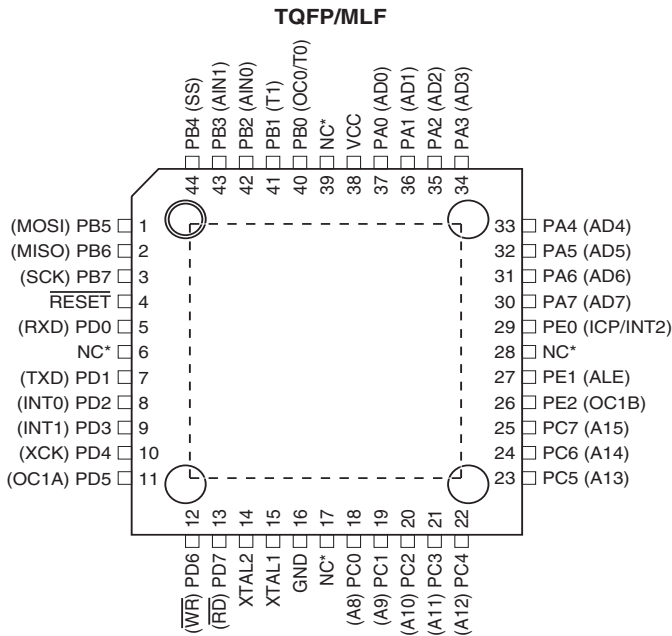 TQFP/MLF
PB4 (SS)
PB3 (AIN1)
PB2 (AIN0)
PB1 (T1)
PB0 (OC0/T0)
NC*
VCC
PA0 (AD0)
PA1 (AD1)
PA2 (AD2)
PA3 (AD3)
44
43
42
41
40
39
38
37
36
35
34
(MOSI) PB5 1
(MISO) PB6 2
(SCK) PB7 3
RESET 4
(RXD) PD0 5
NC* 6
(TXD) PD1 7
(INT0) PD2 8
(INT1) PD3 9
(XCK) PD4 10
(OC1A) PD5 11
33 PA4 (AD4)
32 PA5 (AD5)
31 PA6 (AD6)
30 PA7 (AD7)
29 PE0 (ICP/INT2)
28 NC*
27 PE1 (ALE)
26 PE2 (OC1B)
25 PC7 (A15)
24 PC6 (A14)
23 PC5 (A13)
12
13
14
15
16
17
18
19
20
21
22
(WR) PD6
(RD) PD7
XTAL2
XTAL1
GND
NC*
(A8) PC0
(A9) PC1
(A10) PC2
(A11) PC3
(A12) PC4